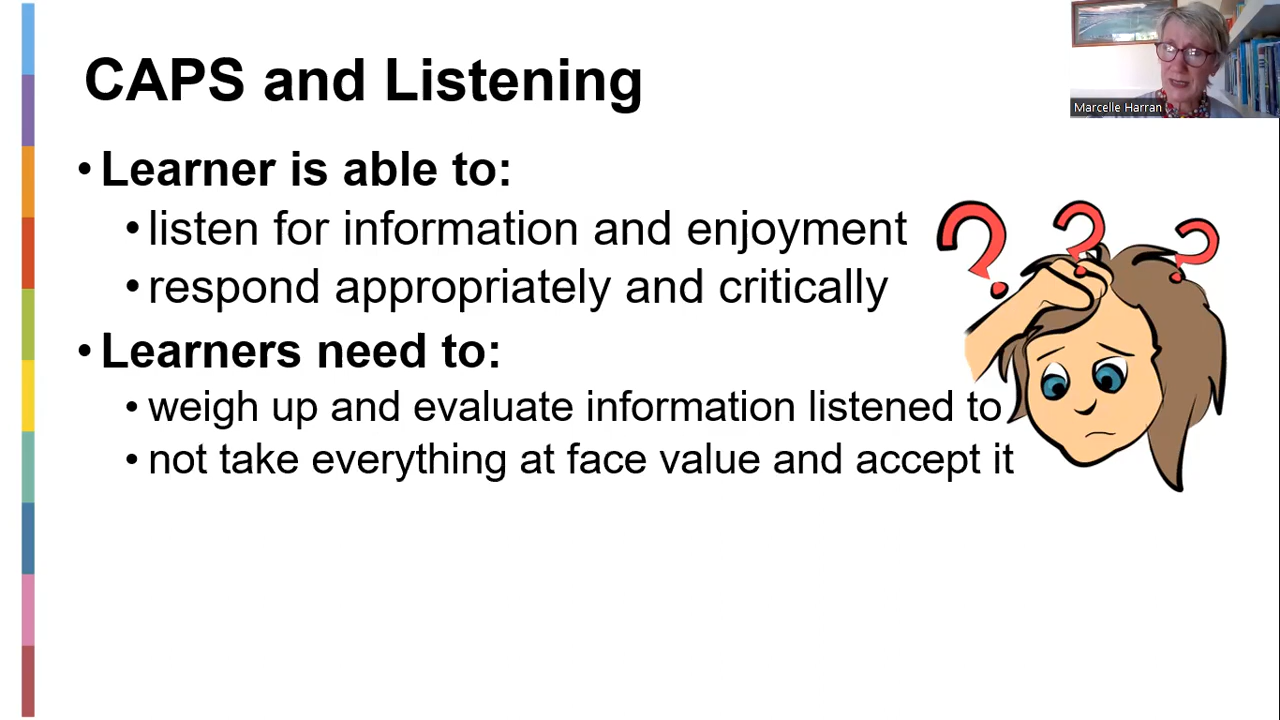 CAPS and Listening
Marcelle Harran
• Learner is able to:
• listen for information and enjoyment
• respond appropriately and critically
• Learners need to:
• weigh up and evaluate information listened to
• not take everything at face value and accept it
? ? ?